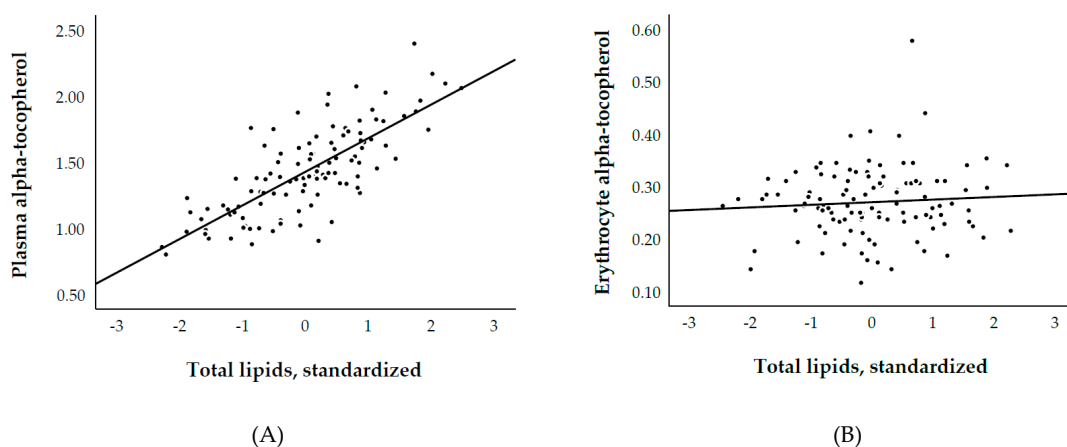 Plasma alpha-tocopherol
2.50
2.00
1.50
1.00
0.50
-3 -2 -1 0 1 2 3
Total lipids, standardized
(A)
Erythrocyte alpha-tocopherol
0.60
0.50
0.40
0.30
0.20
0.10
-3 -2 -1 0 1 2 3
Total lipids, standardized
(B)